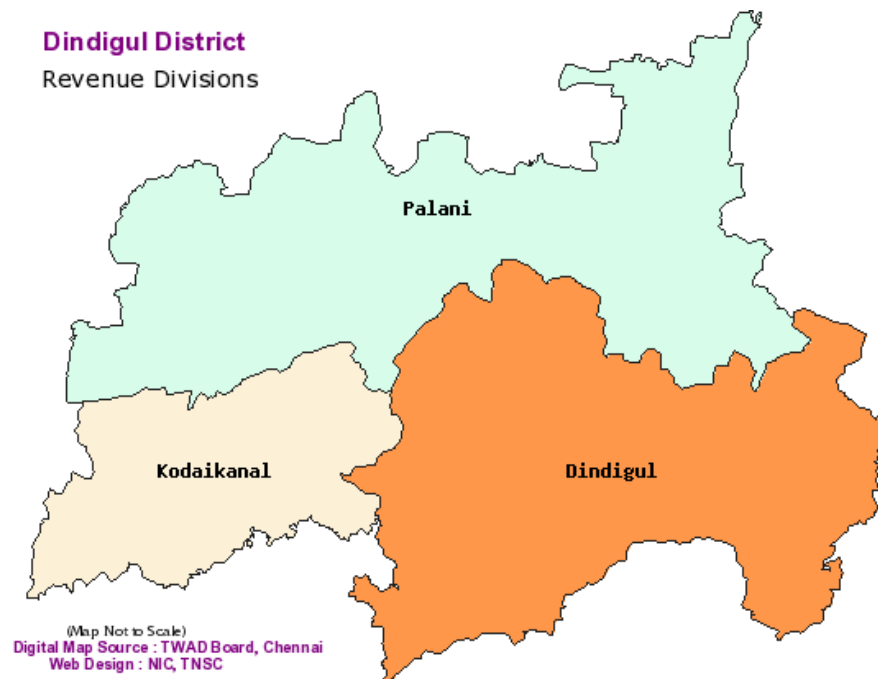 Dindigul District
Revenue Divisions
Palani
Kodaikanal
Dindigul
(Map Not to Scale)
Digital Map Source : TWAD Board, Chennai
Web Design : NIC, TNSC